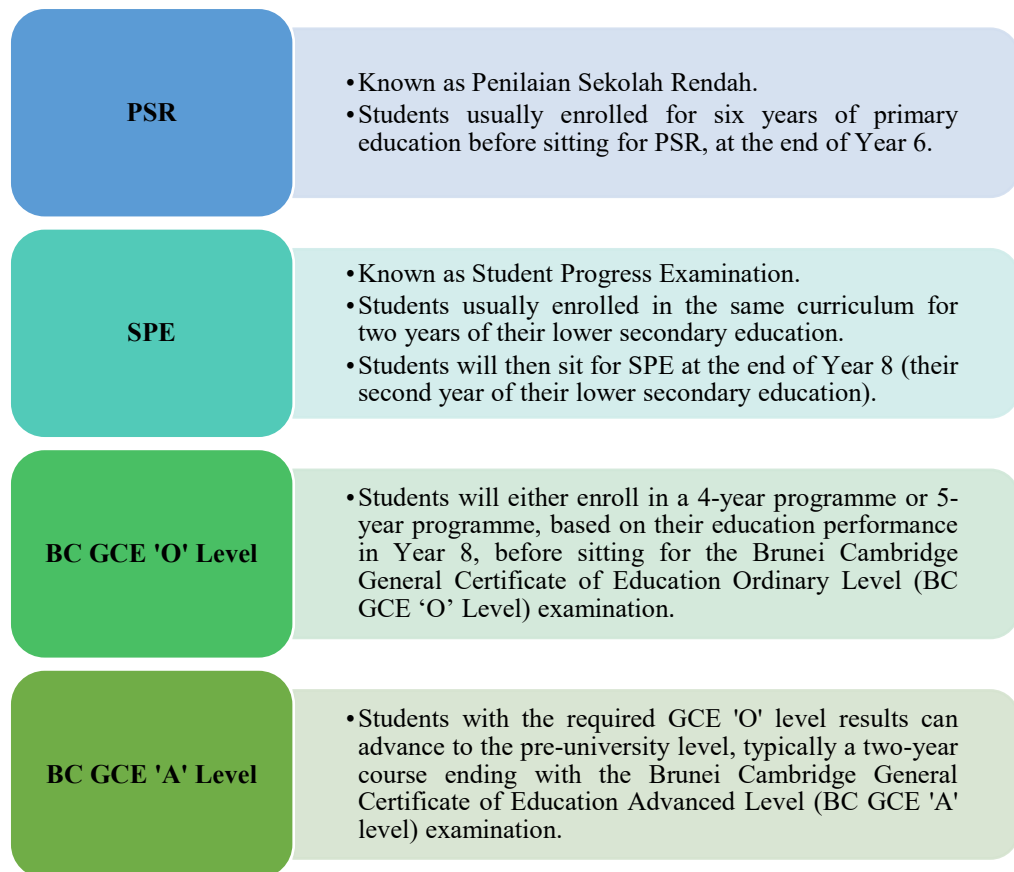 PSR
•Known as Penilaian Sekolah Rendah.
•Students usually enrolled for six years of primary
education before sitting for PSR, at the end of Year 6.
SPE
•Known as Student Progress Examination.
•Students usually enrolled in the same curriculum for
two years of their lower secondary education.
•Students will then sit for SPE at the end of Year 8 (their
second year of their lower secondary education).
BC GCE 'O' Level
•Students will either enroll in a 4-year programme or 5-
year programme, based on their education performance
in Year 8, before sitting for the Brunei Cambridge
General Certificate of Education Ordinary Level (BC
GCE ‘O’ Level) examination.
BC GCE 'A' Level
•Students with the required GCE 'O' level results can
advance to the pre-university level, typically a two-year
course ending with the Brunei Cambridge General
Certificate of Education Advanced Level (BC GCE 'A'
level) examination.